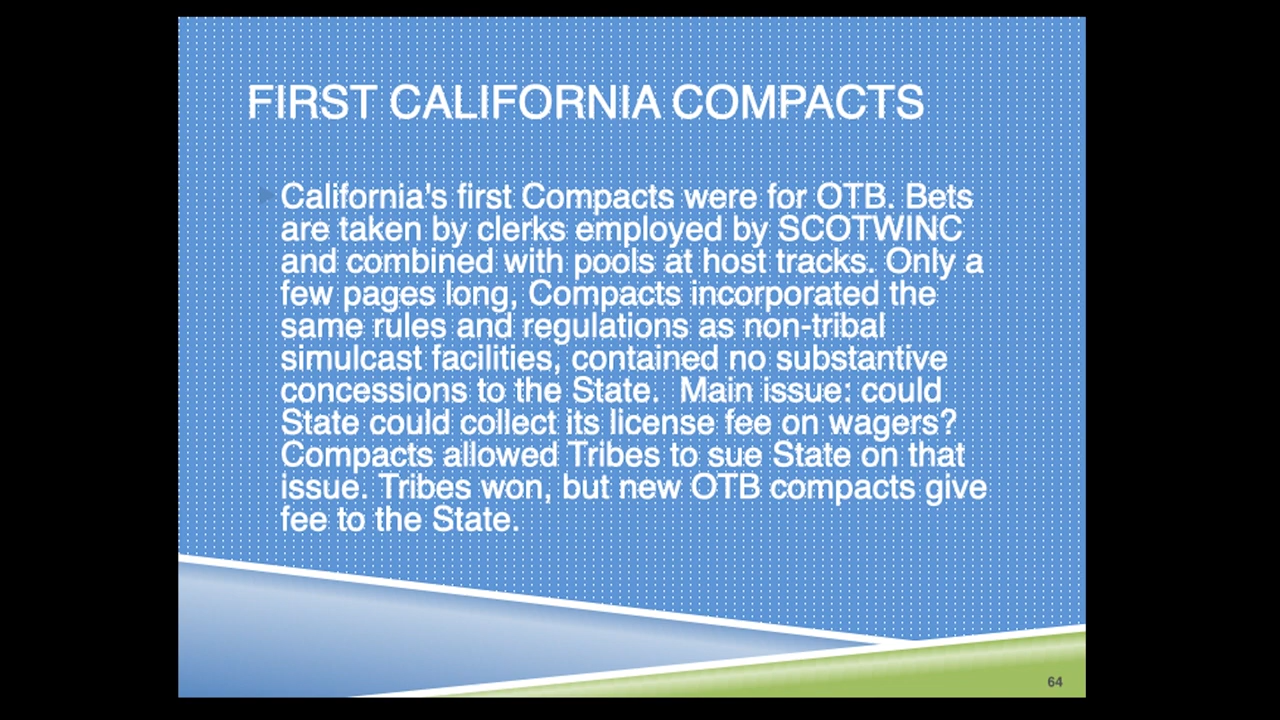 FIRST CALIFORNIA COMPACTS
California's first Compacts were for OTB. Bets
are taken by clerks employed by SCOTWINC
and combined with pools at host tracks. Only a
few pages long, Compacts incorporated the
same rules and regulations as non-tribal
simulcast facilities, contained no substantive
concessions to the State.  Main issue: could
State could collect its license fee on wagers?
Compacts allowed Tribes to sue State on that
issue. Tribes won, but new OTB compacts give
fee to the State.
64